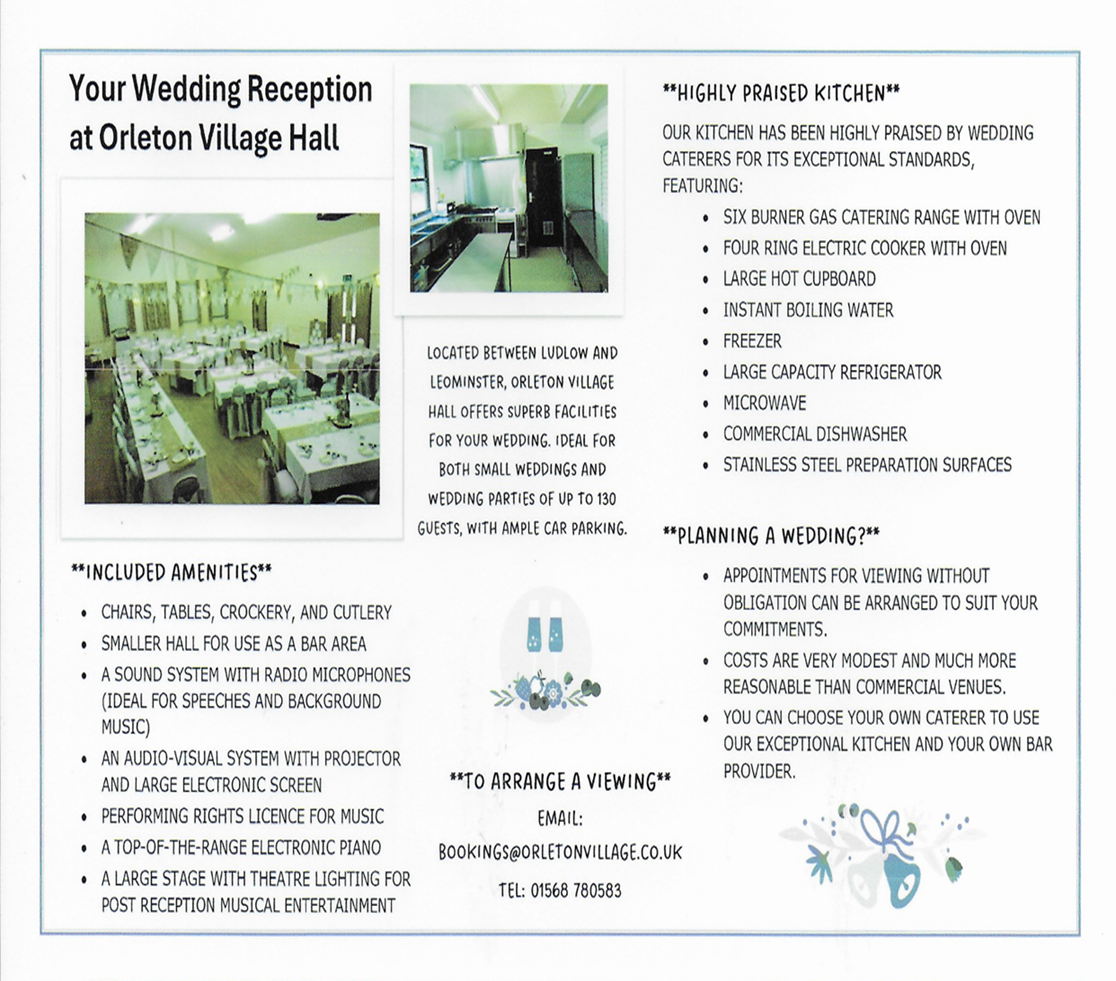 Your Wedding Reception
at Orleton Village Hall
LOCATED BETWEEN LUDLOW AND
LEOMINSTER, ORLETON VILLAGE
HALL OFFERS SUPERB FACILITIES
FOR YOUR WEDDING. IDEAL FOR
BOTH SMALL WEDDINGS AND
WEDDING PARTIES OF UP TO 130
GUESTS, WITH AMPLE CAR PARKING.
**INCLUDED AMENITIES**
• CHAIRS, TABLES, CROCKERY, AND CUTLERY
• SMALLER HALL FOR USE AS A BAR AREA
• A SOUND SYSTEM WITH RADIO MICROPHONES
(IDEAL FOR SPEECHES AND BACKGROUND
MUSIC)
• AN AUDIO-VISUAL SYSTEM WITH PROJECTOR
AND LARGE ELECTRONIC SCREEN
• PERFORMING RIGHTS LICENCE FOR MUSIC
• A TOP-OF-THE-RANGE ELECTRONIC PIANO
• A LARGE STAGE WITH THEATRE LIGHTING FOR
POST RECEPTION MUSICAL ENTERTAINMENT
**TO ARRANGE A VIEWING**
EMAIL:
BOOKINGS@ORLETONVILLAGE.CO.UK
TEL: 01568 780583
**HIGHLY PRAISED KITCHEN**
OUR KITCHEN HAS BEEN HIGHLY PRAISED BY WEDDING
CATERERS FOR ITS EXCEPTIONAL STANDARDS,
FEATURING:
• SIX BURNER GAS CATERING RANGE WITH OVEN
• FOUR RING ELECTRIC COOKER WITH OVEN
• LARGE HOT CUPBOARD
• INSTANT BOILING WATER
• FREEZER
• LARGE CAPACITY REFRIGERATOR
• MICROWAVE
• COMMERCIAL DISHWASHER
• STAINLESS STEEL PREPARATION SURFACES
**PLANNING A WEDDING?**
• APPOINTMENTS FOR VIEWING WITHOUT
OBLIGATION CAN BE ARRANGED TO SUIT YOUR
COMMITMENTS.
• COSTS ARE VERY MODEST AND MUCH MORE
REASONABLE THAN COMMERCIAL VENUES.
• YOU CAN CHOOSE YOUR OWN CATERER TO USE
OUR EXCEPTIONAL KITCHEN AND YOUR OWN BAR
PROVIDER.